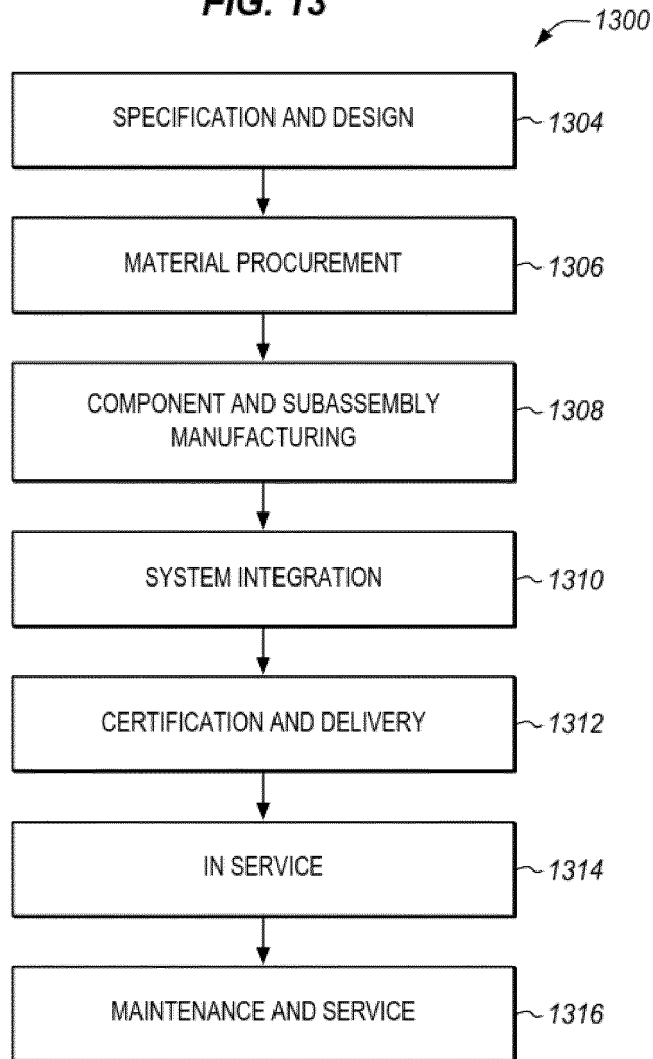 FIG. 13
1300
SPECIFICATION AND DESIGN
1304
MATERIAL PROCUREMENT
1306
COMPONENT AND SUBASSEMBLY
MANUFACTURING
1308
SYSTEM INTEGRATION
1310
CERTIFICATION AND DELIVERY
1312
IN SERVICE
1314
MAINTENANCE AND SERVICE
1316